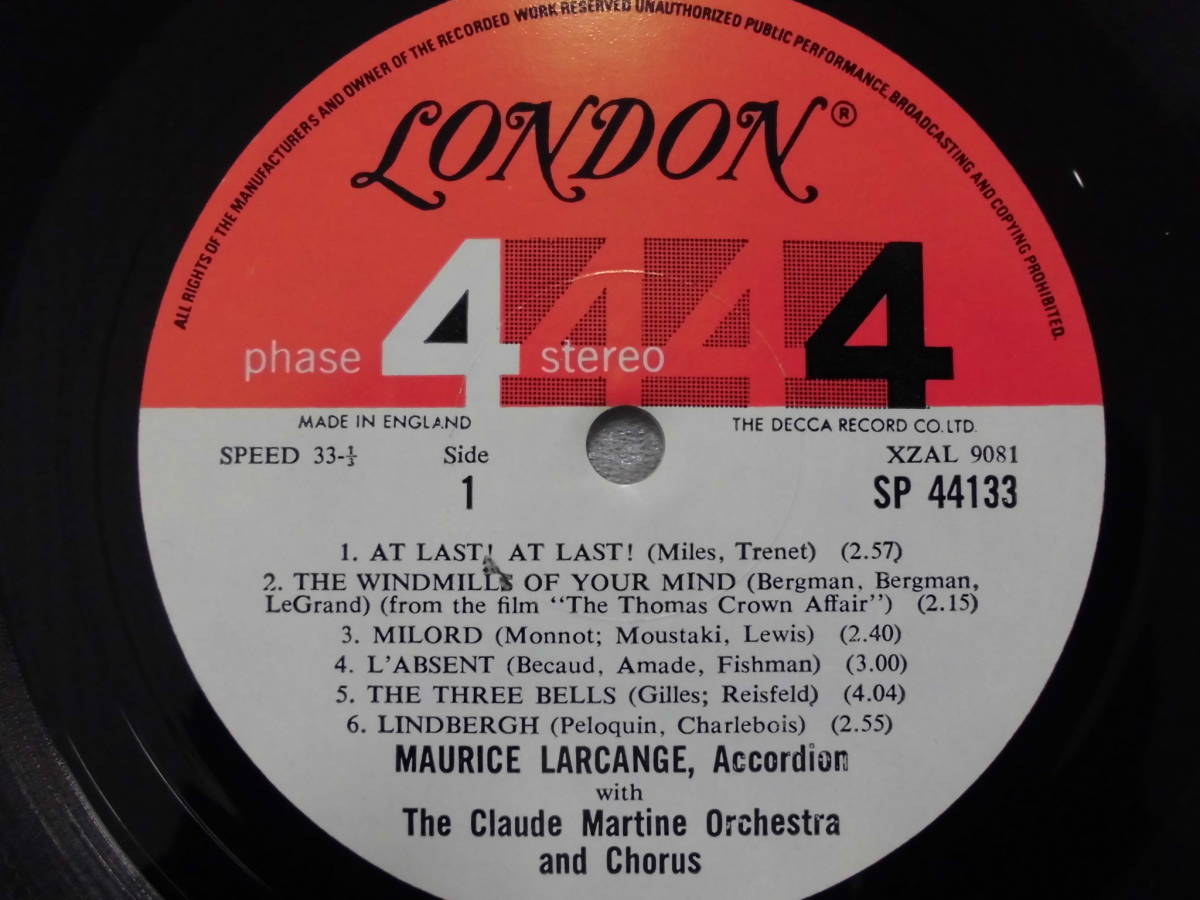 ALL RIGHTS OF THE MANUFACTURERS AND OWNER OF THE RECORDED WORK RESERVED UNAUTHORIZED PUBLIC PERFORMANCE, BROADCASTING AND COPYING PROHIBITED.
LONDON®
phase 4 stereo 4 4 4
MADE IN ENGLAND THE DECCA RECORD CO. LTD.
SPEED 33-⅓ Side XZAL 9081
1 SP 44133
1. AT LAST! AT LAST! (Miles, Trenet) (2.57)
2. THE WINDMILLS OF YOUR MIND (Bergman, Bergman,
LeGrand) (from the film "The Thomas Crown Affair") (2.15)
3. MILORD (Monnot; Moustaki, Lewis) (2.40)
4. L'ABSENT (Becaud, Amade, Fishman) (3.00)
5. THE THREE BELLS (Gilles; Reisfeld) (4.04)
6. LINDBERGH (Peloquin, Charlebois) (2.55)
MAURICE LARCANGE, Accordion
with
The Claude Martine Orchestra
and Chorus